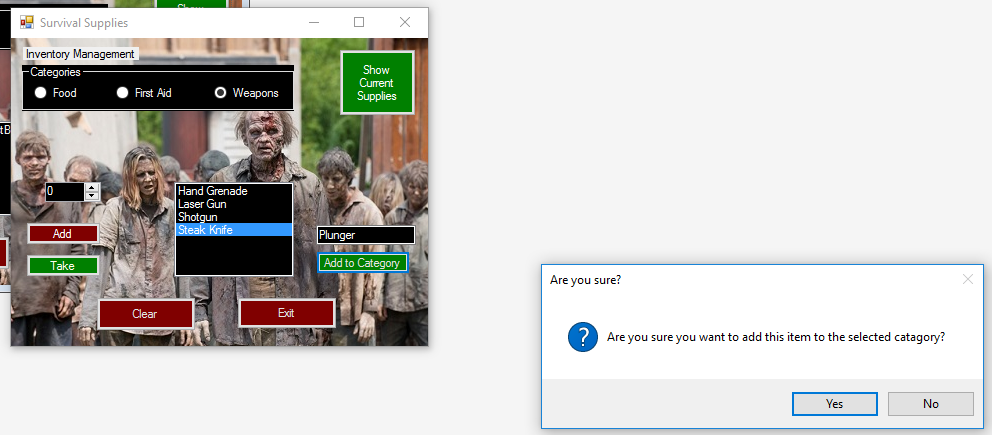 Survival Supplies
Inventory Management
Categories
Food
First Aid
Weapons
Show
Current
Supplies
0
Hand Grenade
Laser Gun
Shotgun
Steak Knife
Add
Take
Plunger
Add to Category
Clear
Exit
Are you sure?
Are you sure you want to add this item to the selected catagory?
Yes
No